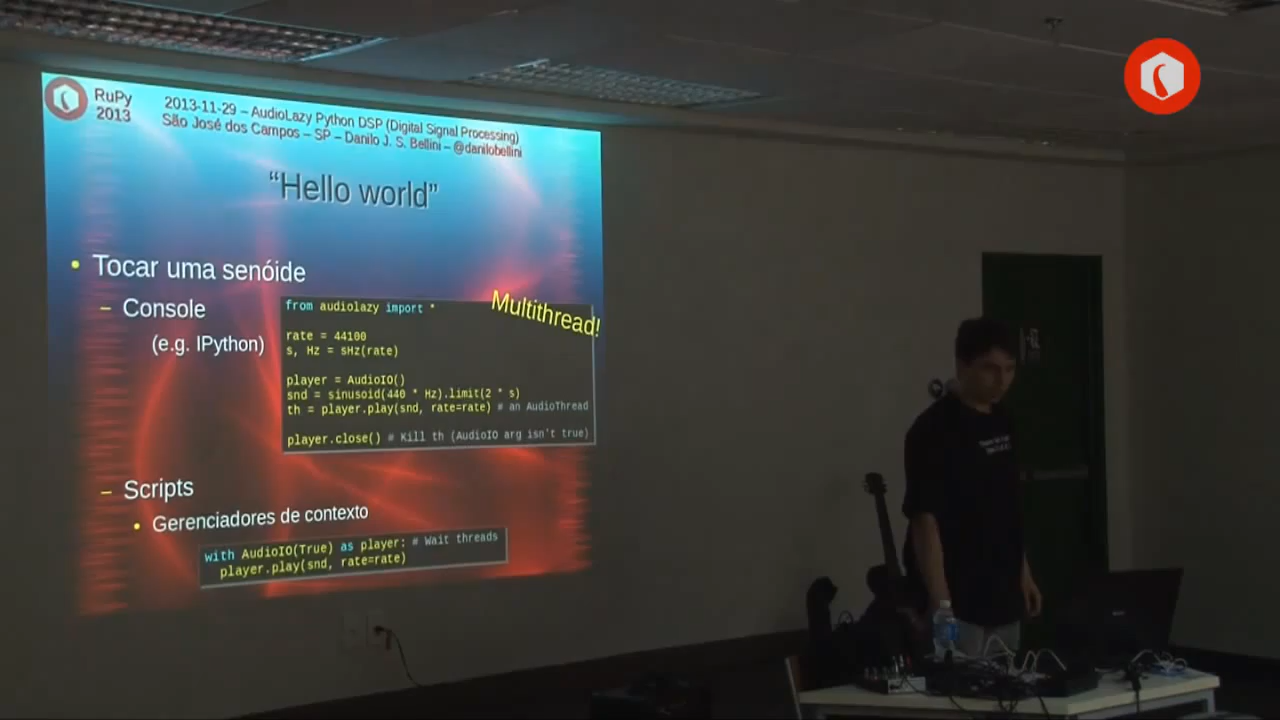 RuPy
2013
2013-11-29 – AudioLazy Python DSP (Digital Signal Processing)
São José dos Campos – SP – Danilo J. S. Bellini – @danilobellini
“Hello world”
• Tocar uma senóide
– Console
(e.g. IPython)
Multithread!
from audiolazy import *
rate = 44100
s, Hz = sHz(rate)
player = AudioIO()
snd = sinusoid(440 * Hz).limit(2 * s)
th = player.play(snd, rate=rate) # an AudioThread
player.close() # Kill th (AudioIO arg isn't true)
– Scripts
• Gerenciadores de contexto
with AudioIO(True) as player: # Wait threads
player.play(snd, rate=rate)